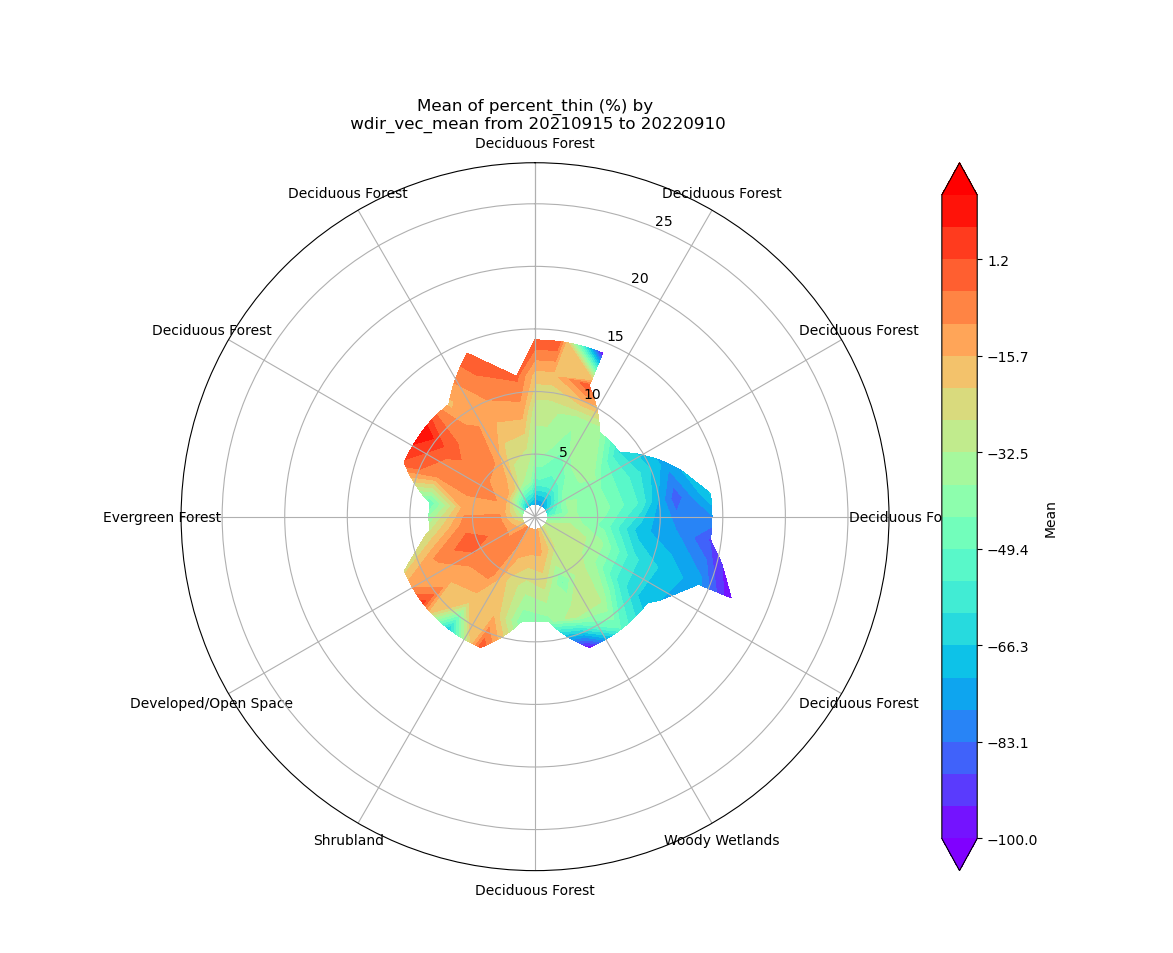 Mean of percent_thin (%) by
wdir_vec_mean from 20210915 to 20220910
Deciduous Forest
Deciduous Forest
Deciduous Forest
25
20
Deciduous Forest
Deciduous Forest
15
10
5
Evergreen Forest
Deciduous Fo
Developed/Open Space
Deciduous Forest
Shrubland
Woody Wetlands
Deciduous Forest
1.2
−15.7
−32.5
−49.4
−66.3
−83.1
−100.0
Mean